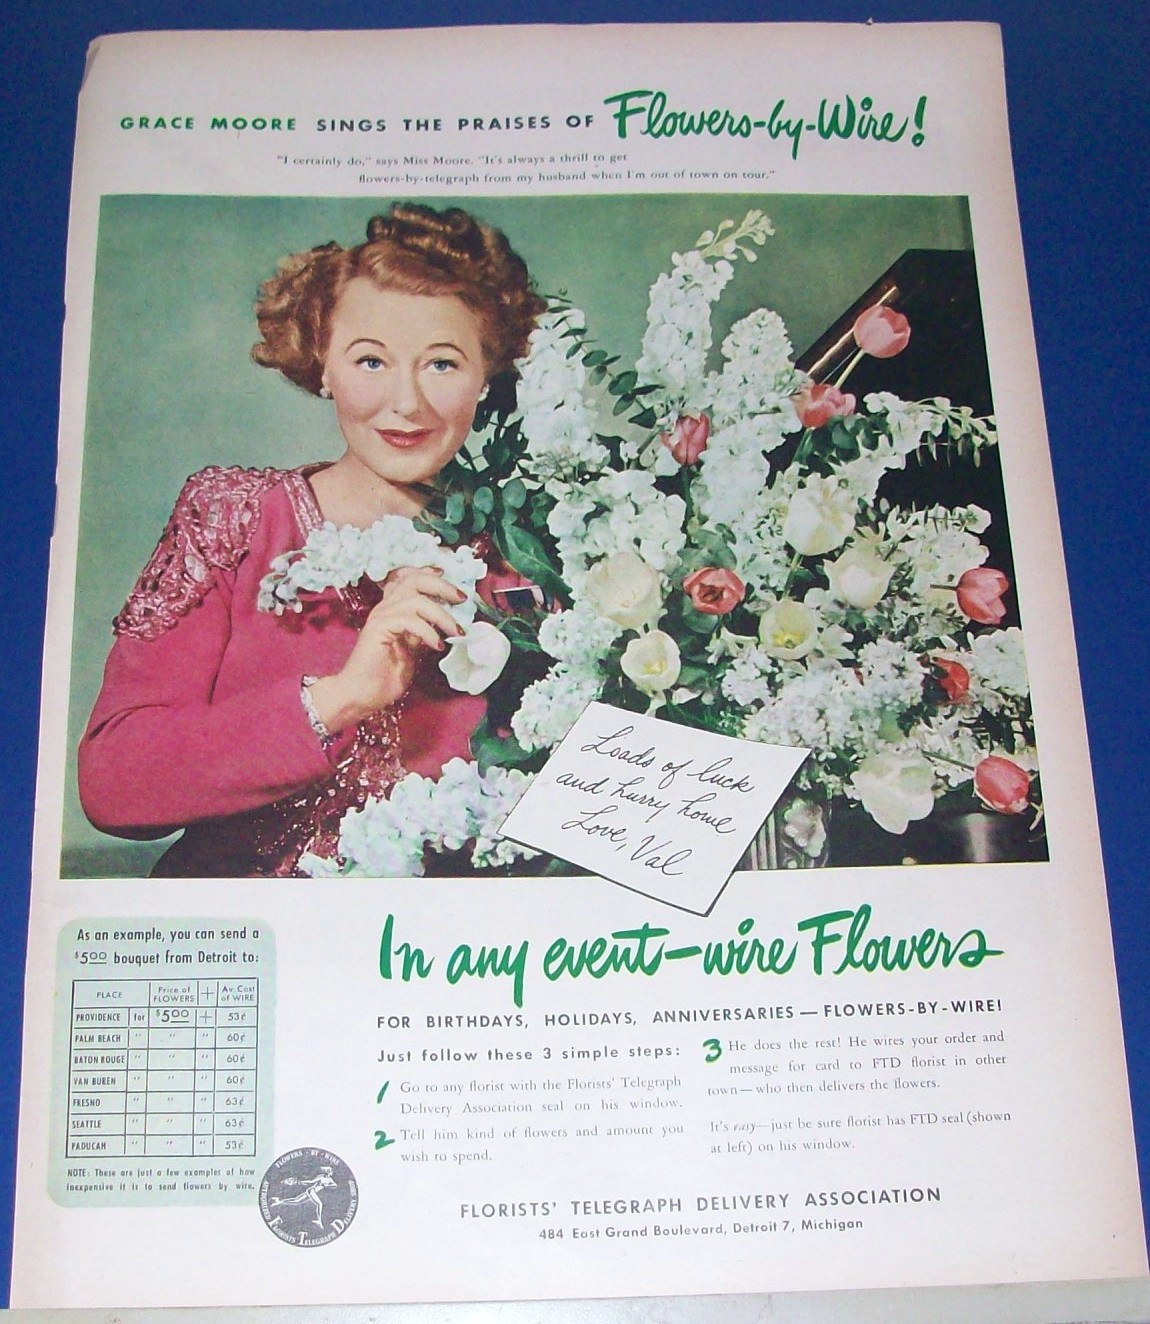 GRACE MOORE SINGS THE PRAISES OF Flowers-by-Wire!
"I certainly do," says Miss Moore. "It's always a thrill to get
flowers-by-telegraph from my husband when I'm out of town on tour."
Loads of luck
and hurry home
Love, Val
In any event—wire Flowers
FOR BIRTHDAYS, HOLIDAYS, ANNIVERSARIES — FLOWERS-BY-WIRE!
Just follow these 3 simple steps:
1 Go to any florist with the Florists' Telegraph
Delivery Association seal on his window.
2 Tell him kind of flowers and amount you
wish to spend.
3 He does the rest! He wires your order and
message for card to FTD florist in other
town—who then delivers the flowers.
It's easy—just be sure florist has FTD seal (shown
at left) on his window.
As an example, you can send a
$5.00 bouquet from Detroit to:
PLACE Price of FLOWERS + Av. Cost of WIRE
PROVIDENCE for $5.00 + 53¢
PALM BEACH " " " 60¢
BATON ROUGE " " " 60¢
VAN BUREN " " " 60¢
FRESNO " " " 63¢
SEATTLE " " " 63¢
PADUCAH " " " 53¢
NOTE: These are just a few examples of how
inexpensive it is to send flowers by wire.
FLOWERS-BY-WIRE
FLORISTS TELEGRAPH DELIVERY
FLORISTS' TELEGRAPH DELIVERY ASSOCIATION
484 East Grand Boulevard, Detroit 7, Michigan